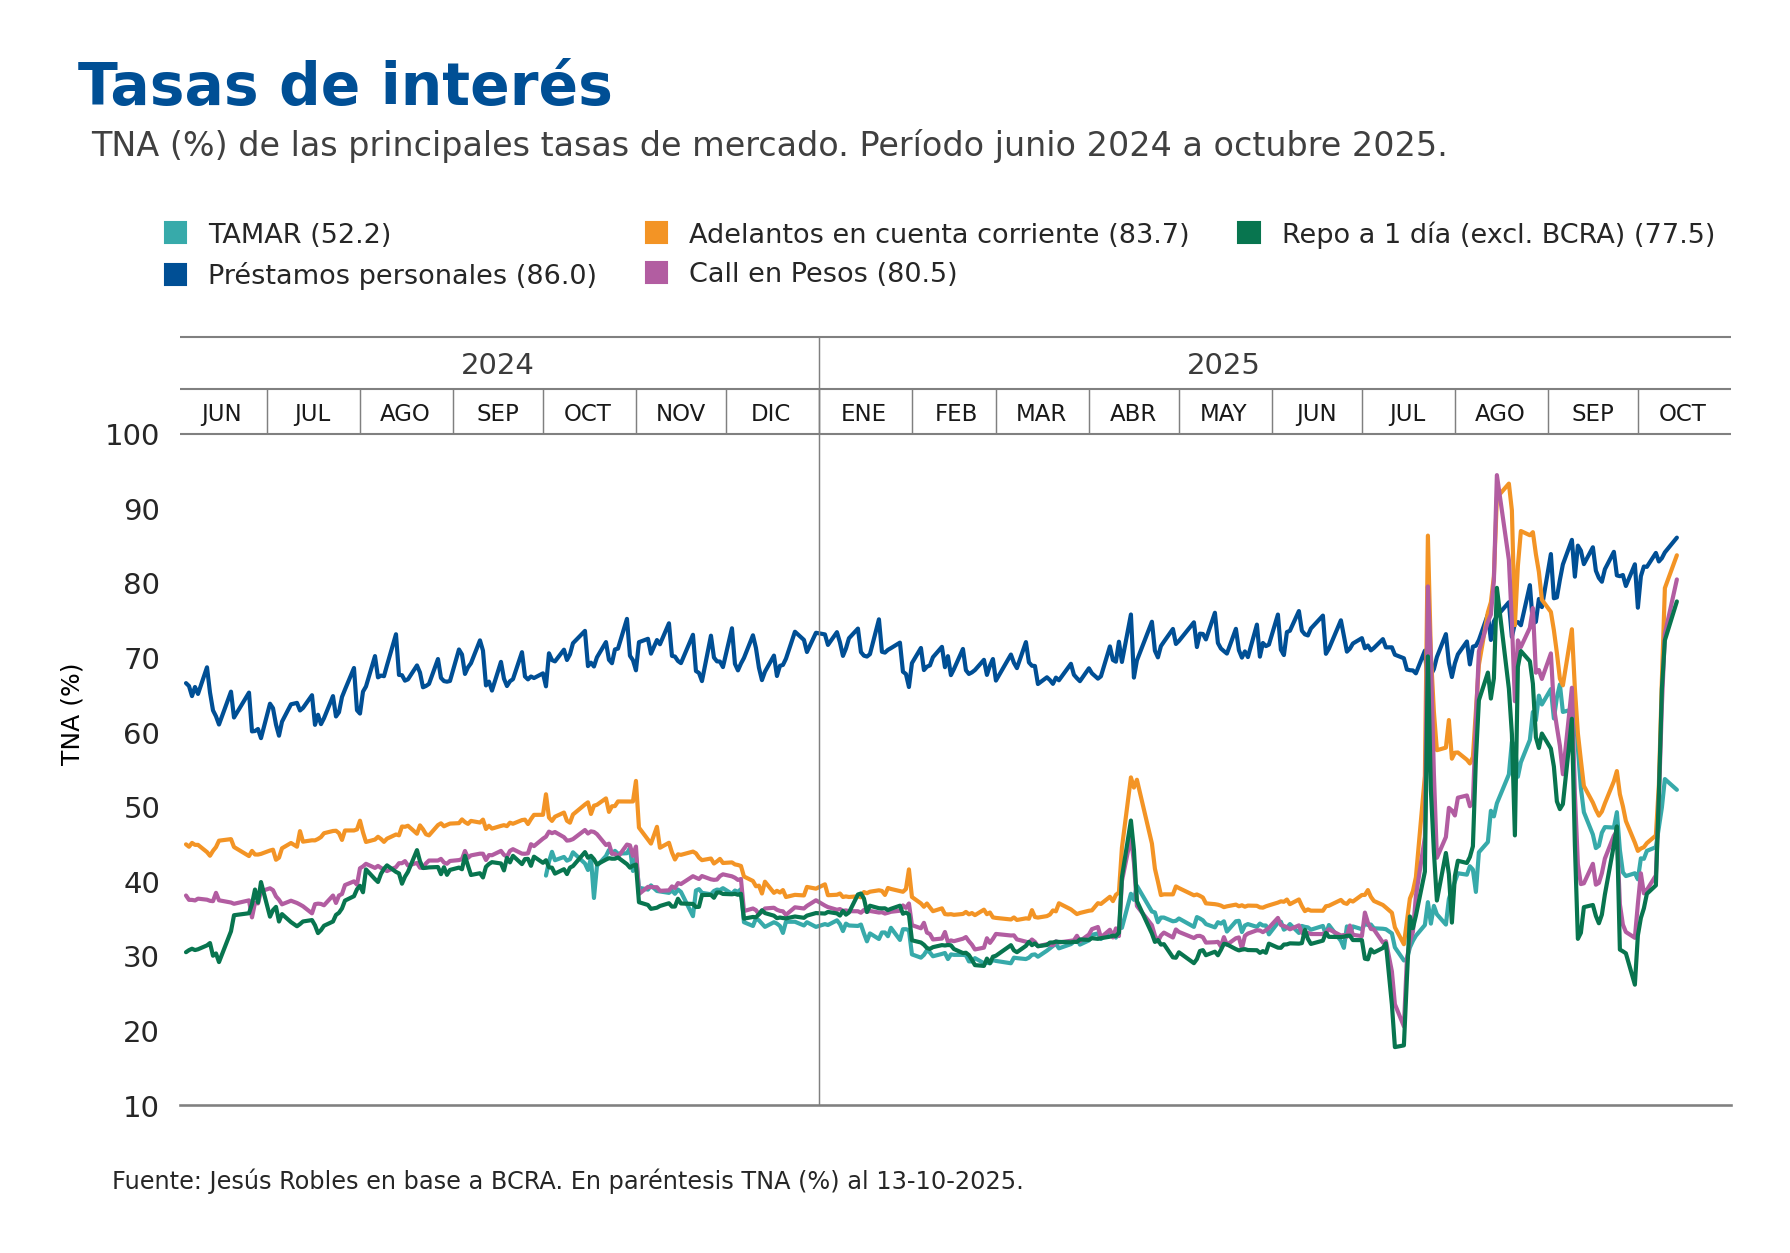 Tasas de interés
TNA (%) de las principales tasas de mercado. Período junio 2024 a octubre 2025.
TAMAR (52.2)
Adelantos en cuenta corriente (83.7)
Repo a 1 día (excl. BCRA) (77.5)
Préstamos personales (86.0)
Call en Pesos (80.5)
2024
2025
JUN JUL AGO SEP OCT NOV DIC ENE FEB MAR ABR MAY JUN JUL AGO SEP OCT
100
90
80
70
60
50
40
30
20
10
TNA (%)
Fuente: Jesús Robles en base a BCRA. En paréntesis TNA (%) al 13-10-2025.